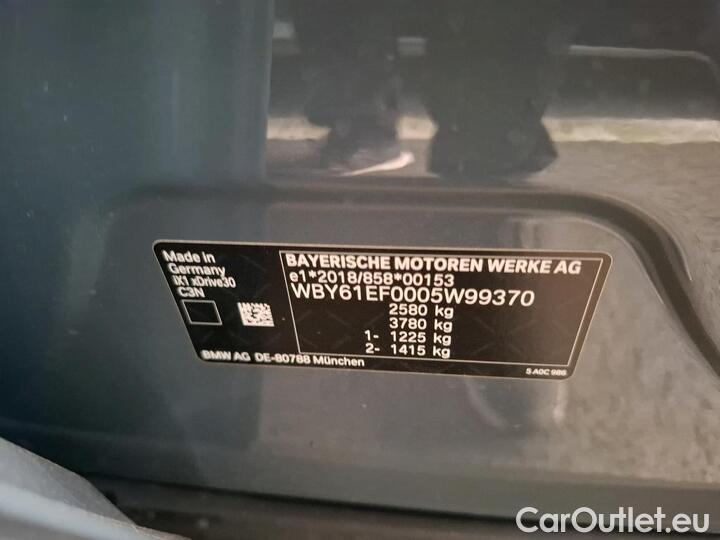 Made in
Germany
iX1 xDrive30
C3N
BMW AG DE-80788 München
BAYERISCHE MOTOREN WERKE AG
e1*2018/858*00153
WBY61EF0005W99370
2580 kg
3780 kg
1- 1225 kg
2- 1415 kg
5 A0C 986
CarOutlet.eu